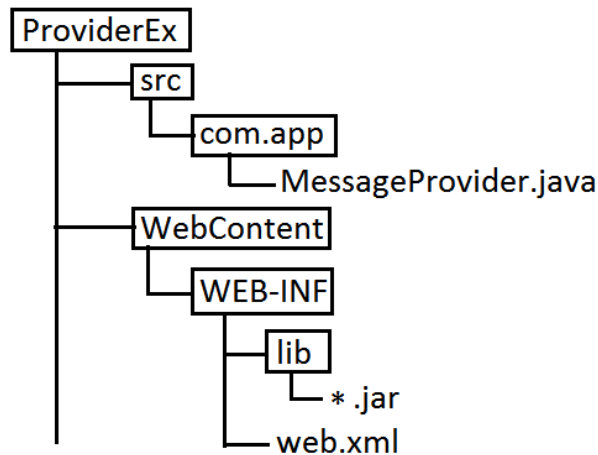 ProviderEx
src
com.app
MessageProvider.java
WebContent
WEB-INF
lib
* .jar
web.xml